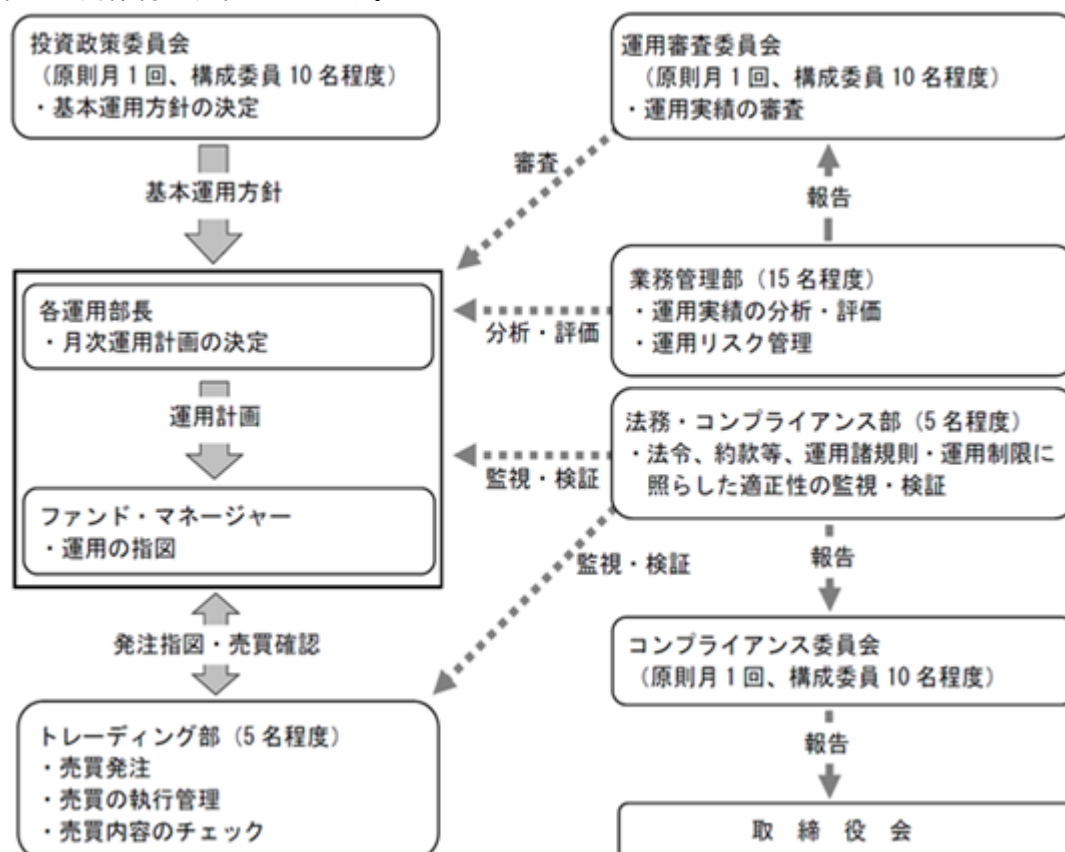 投資政策委員会
（原則月1回、構成委員10名程度）
・基本運用方針の決定
基本運用方針
各運用部長
・月次運用計画の決定
運用計画
ファンド・マネージャー
・運用の指図
発注指図・売買確認
トレーディング部（5名程度）
・売買発注
・売買の執行管理
・売買内容のチェック
運用審査委員会
（原則月1回、構成委員10名程度）
・運用実績の審査
審査
報告
業務管理部（15名程度）
・運用実績の分析・評価
・運用リスク管理
分析・評価
法務・コンプライアンス部（5名程度）
・法令、約款等、運用諸規則・運用制限に
照らした適正性の監視・検証
監視・検証
監視・検証
報告
コンプライアンス委員会
（原則月1回、構成委員10名程度）
報告
取　締　役　会